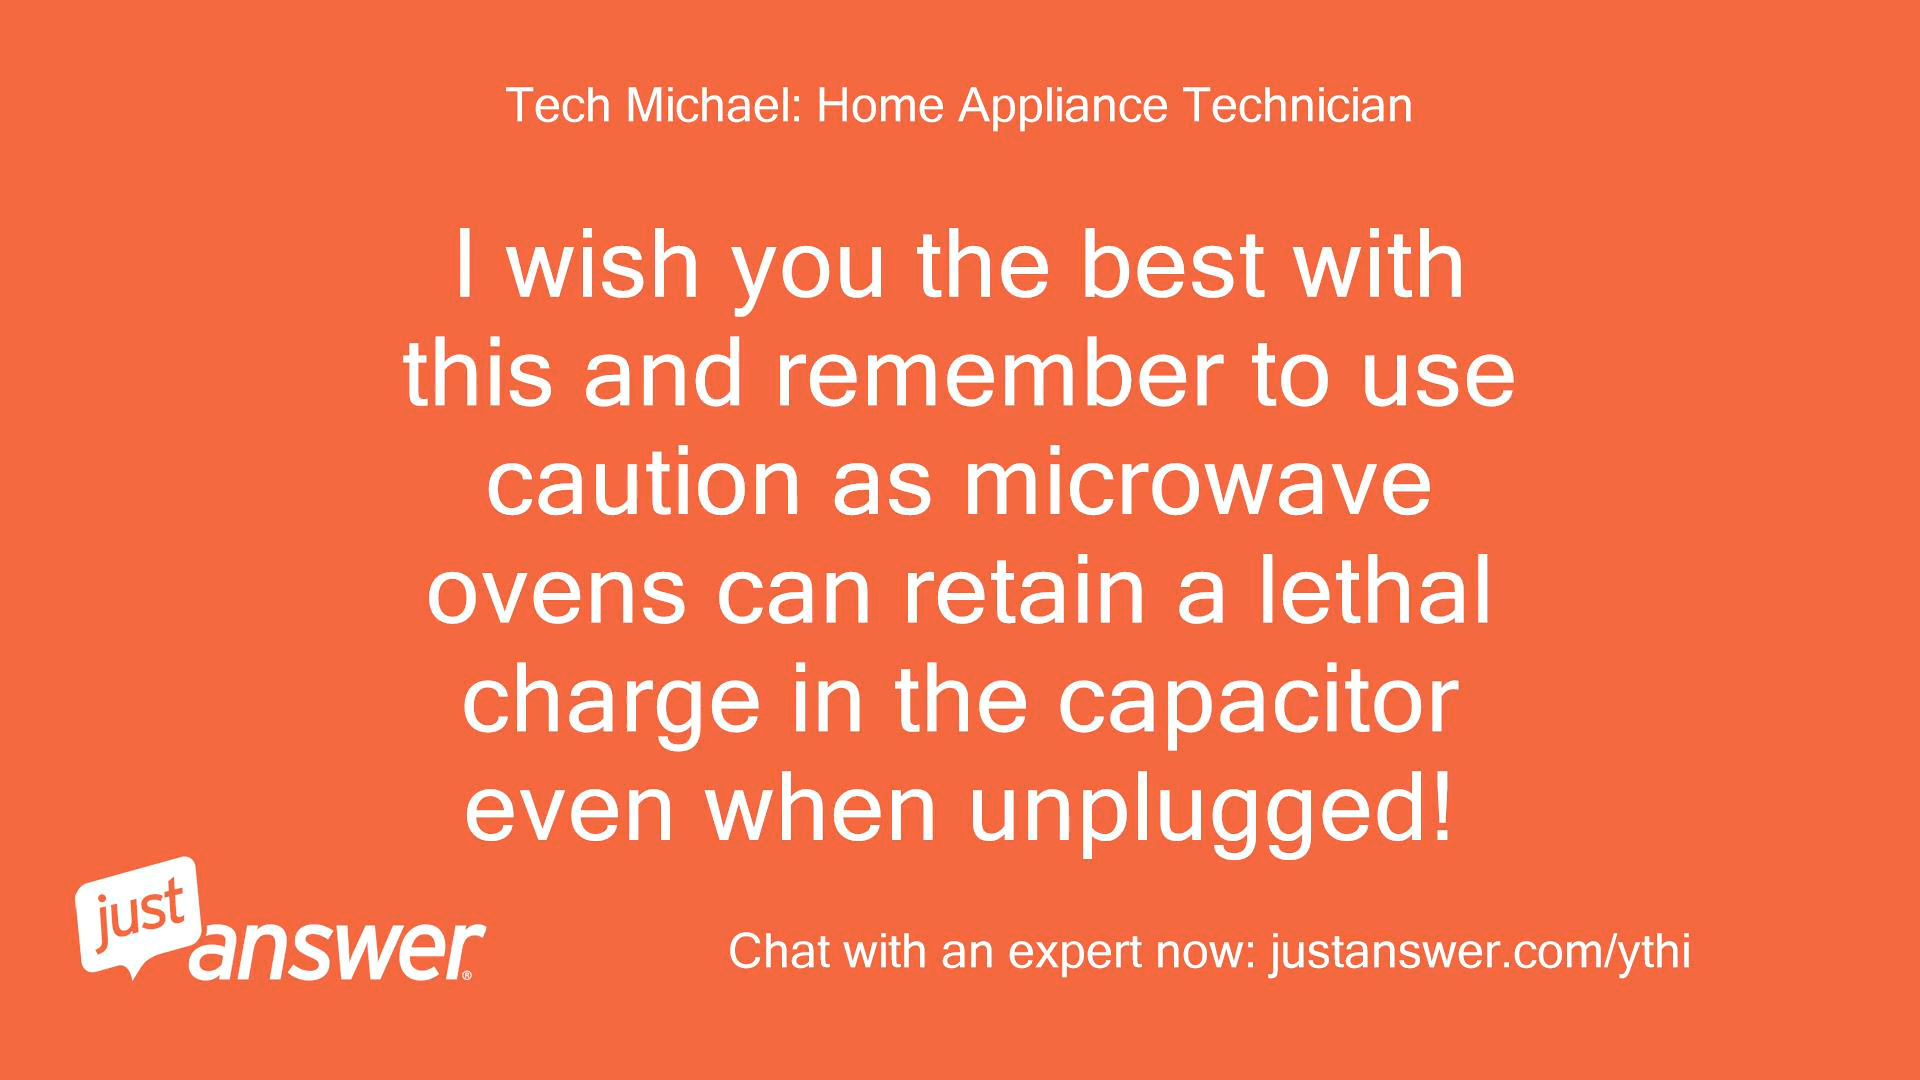 Tech Michael: Home Appliance Technician
I wish you the best with
this and remember to use
caution as microwave
ovens can retain a lethal
charge in the capacitor
even when unplugged!
just
answer®
Chat with an expert now: justanswer.com/ythi